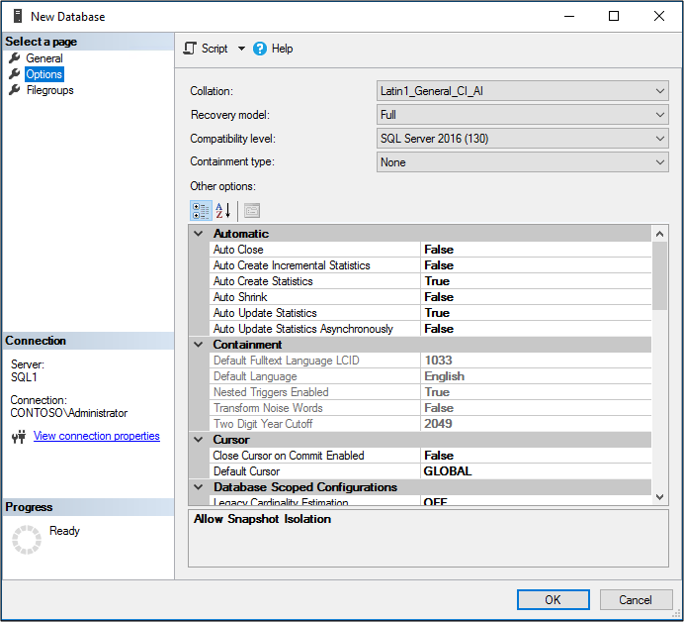 New Database
Select a page
General
Options
Filegroups
Script
Help
Collation: Latin1_General_CI_AI
Recovery model: Full
Compatibility level: SQL Server 2016 (130)
Containment type: None
Other options:
Automatic
Auto Close False
Auto Create Incremental Statistics False
Auto Create Statistics True
Auto Shrink False
Auto Update Statistics True
Auto Update Statistics Asynchronously False
Containment
Default Fulltext Language LCID 1033
Default Language English
Nested Triggers Enabled True
Transform Noise Words False
Two Digit Year Cutoff 2049
Cursor
Close Cursor on Commit Enabled False
Default Cursor GLOBAL
Database Scoped Configurations
Legacy Cardinality Estimation OFF
Allow Snapshot Isolation
Connection
Server:
SQL1
Connection:
CONTOSO\Administrator
View connection properties
Progress
Ready
OK
Cancel